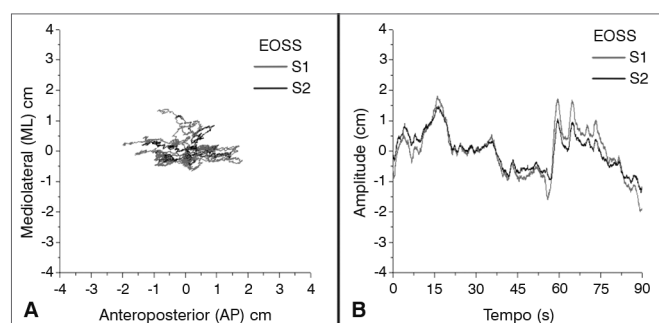 EOSS
S1
S2
Mediolateral (ML) cm
4
3
2
1
0
-1
-2
-3
-4
-4 -3 -2 -1 0 1 2 3 4
A
Anteroposterior (AP) cm
EOSS
S1
S2
Amplitude (cm)
4
3
2
1
0
-1
-2
-3
-4
0 15 30 45 60 75 90
B
Tempo (s)